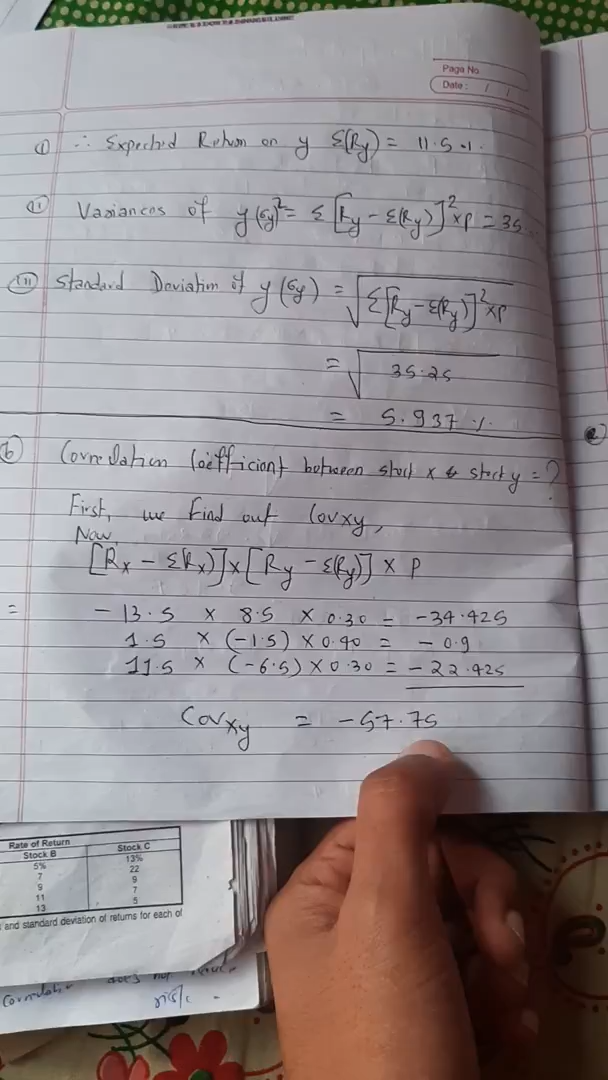 Page No
Date: / /
(i) ∴ Expected Return on y Σ(Ry) = 11.5 %.
(ii) Variances of y(σy)² = Σ [Ry - Σ(Ry)]² × P = 35
(iii) Standard Deviation of y (σy) = √Σ[Ry - Σ(Ry)]² × P
= √35.25
= 5.937 %
(b) Correlation Coefficient between stock x & stock y = ?
First, we find out Covxy,
Now,
[Rx - Σ(Rx)] × [Ry - Σ(Ry)] × P
= -13.5 × 8.5 × 0.30 = -34.425
1.5 × (-1.5) × 0.40 = -0.9
11.5 × (-6.5) × 0.30 = -22.425
Covxy = -57.75
Rate of Return
Stock B Stock C
5% 13%
7 22
9 9
11 7
13 5
and standard deviation of returns for each of
Correlation does not
risk